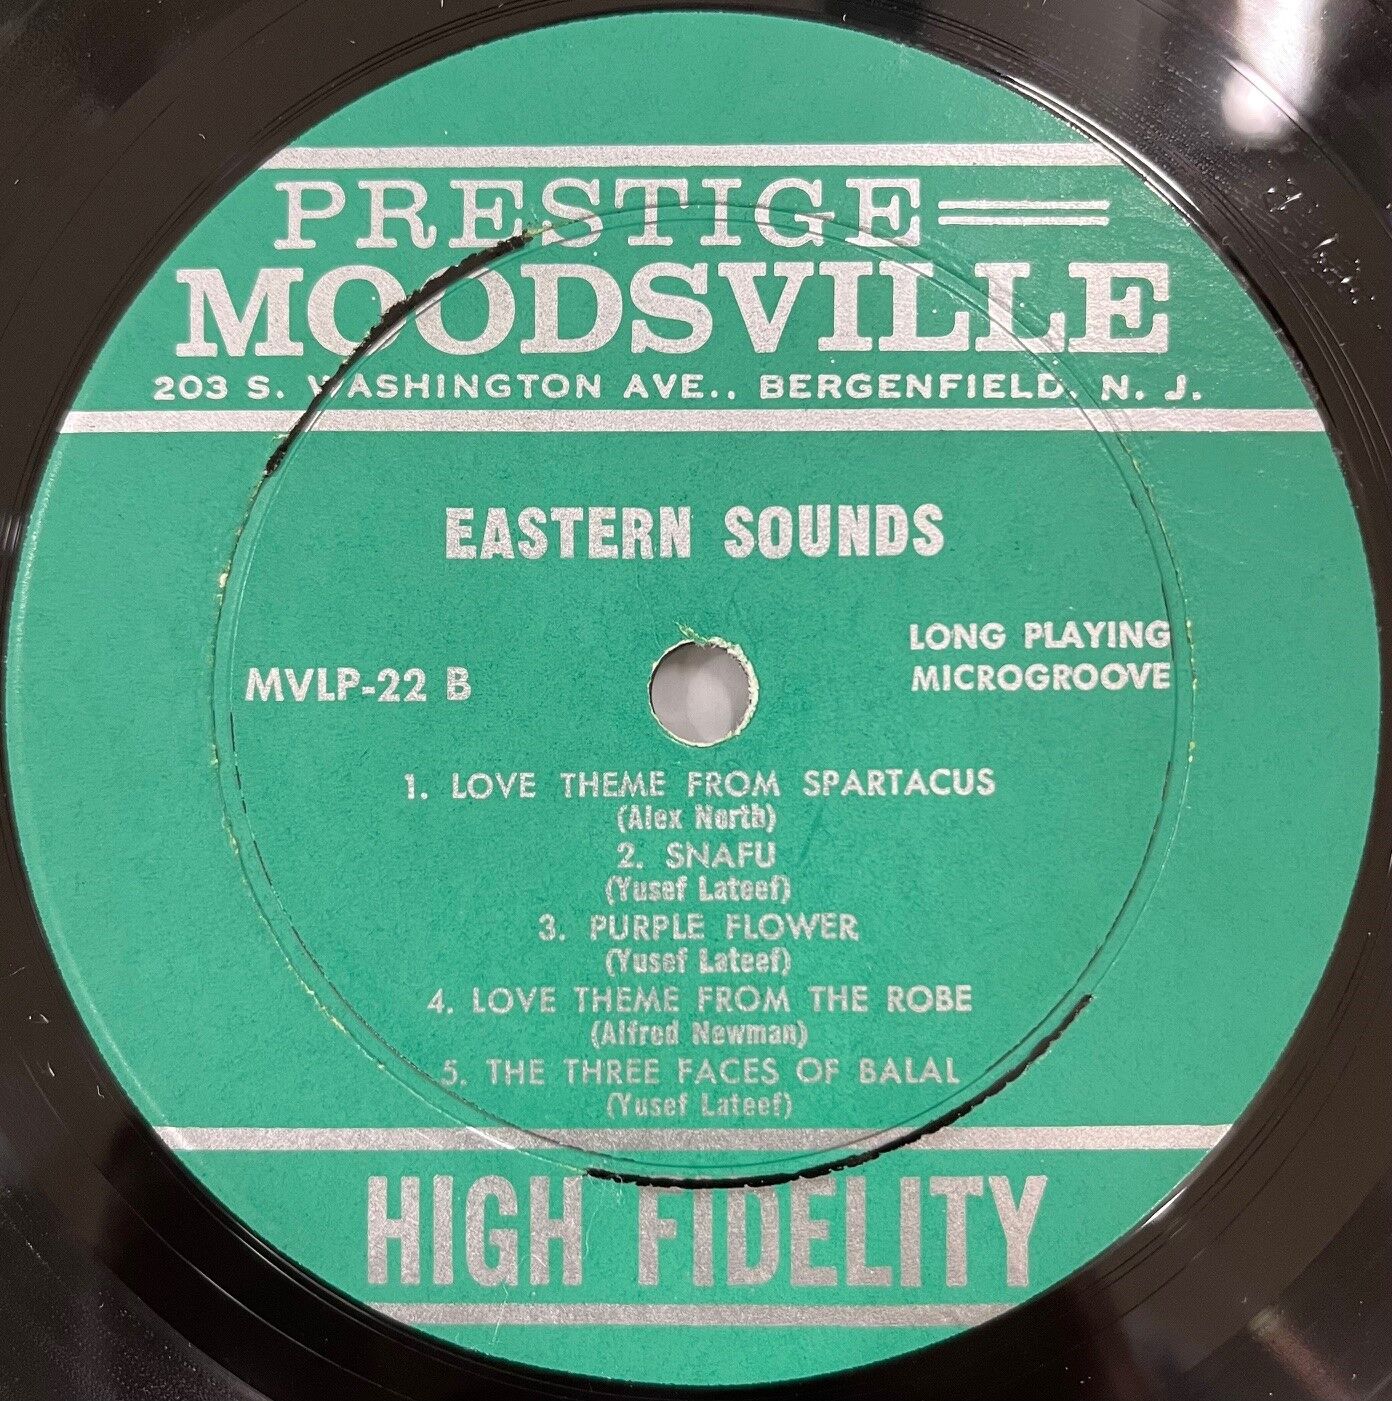 PRESTIGE
MOODSVILLE
203 S. WASHINGTON AVE., BERGENFIELD, N. J.
EASTERN SOUNDS
LONG PLAYING
MICROGROOVE
MVLP-22 B
1. LOVE THEME FROM SPARTACUS
(Alex North)
2. SNAFU
(Yusef Lateef)
3. PURPLE FLOWER
(Yusef Lateef)
4. LOVE THEME FROM THE ROBE
(Alfred Newman)
5. THE THREE FACES OF BALAL
(Yusef Lateef)
HIGH FIDELITY